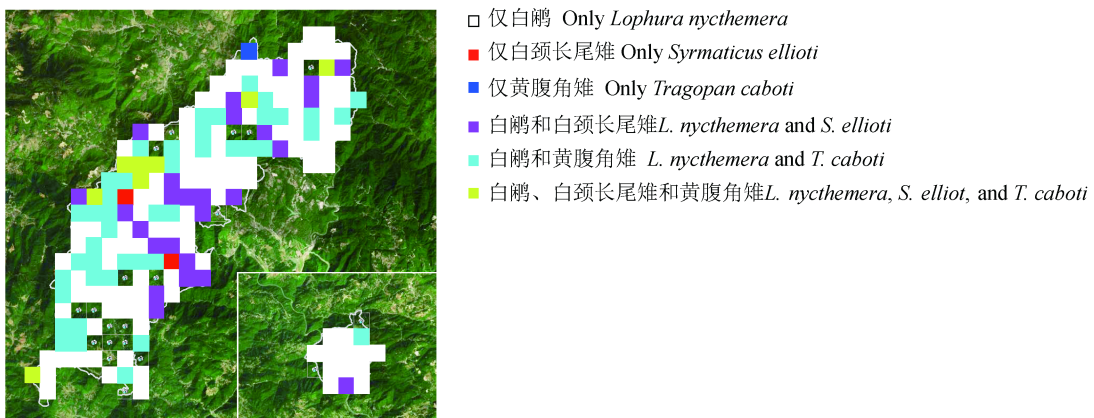 仅白鹇 Only Lophura nycthemera
仅白颈长尾雉 Only Syrmaticus ellioti
仅黄腹角雉 Only Tragopan caboti
白鹇和白颈长尾雉L. nycthemera and S. ellioti
白鹇和黄腹角雉 L. nycthemera and T. caboti
白鹇、白颈长尾雉和黄腹角雉L. nycthemera, S. elliot, and T. caboti